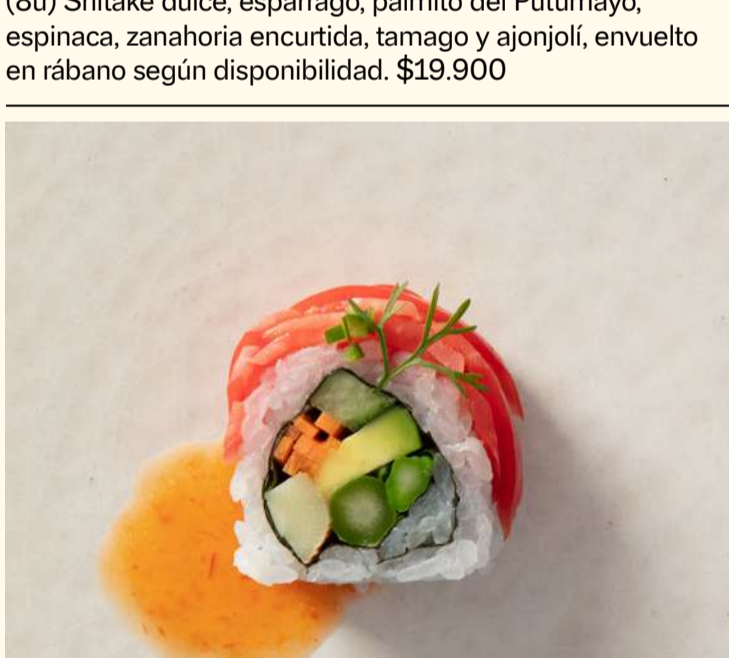 (8u) Shitake dulce, espárrago, palmito del Putumayo,
espinaca, zanahoria encurtida, tamago y ajonjolí, envuelto
en rábano según disponibilidad. $19.900